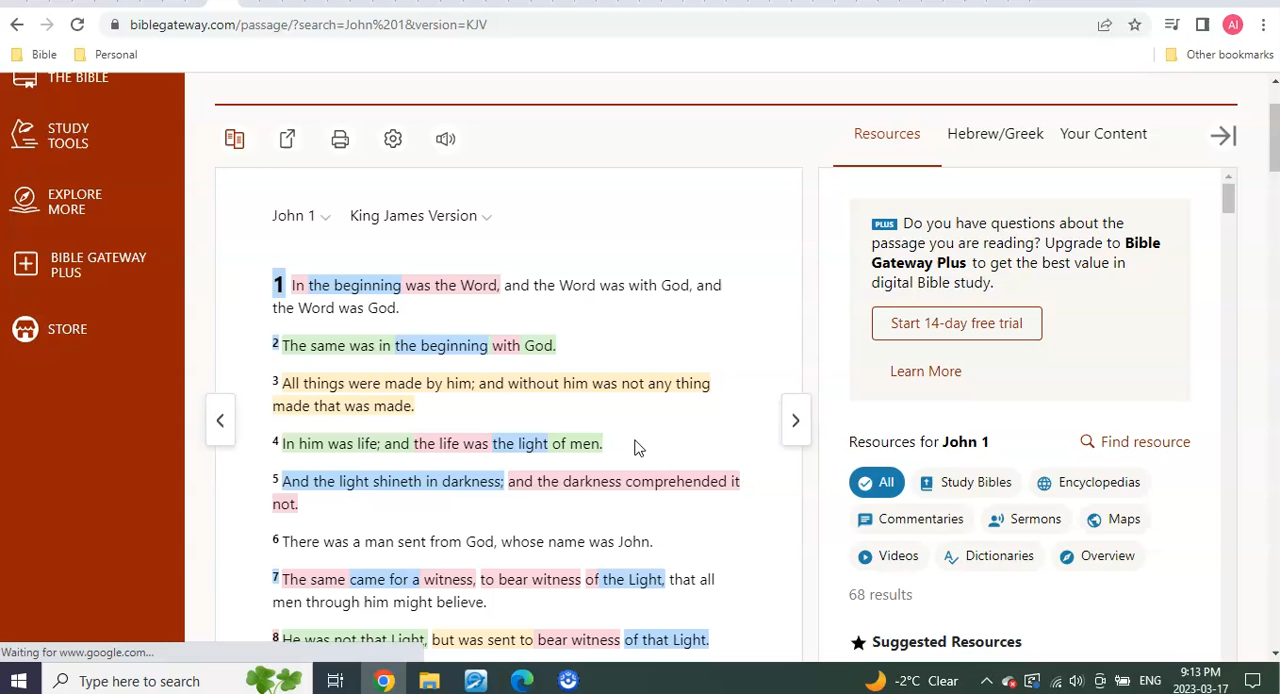 biblegateway.com/passage/?search=John%201&version=KJV
AI
Bible
Personal
Other bookmarks
THE BIBLE
STUDY
TOOLS
EXPLORE
MORE
BIBLE GATEWAY
PLUS
STORE
Resources
Hebrew/Greek
Your Content
John 1
King James Version
1 In the beginning was the Word, and the Word was with God, and
the Word was God.
2 The same was in the beginning with God.
3 All things were made by him; and without him was not any thing
made that was made.
4 In him was life; and the life was the light of men.
5 And the light shineth in darkness; and the darkness comprehended it
not.
6 There was a man sent from God, whose name was John.
7 The same came for a witness, to bear witness of the Light, that all
men through him might believe.
8 He was not that Light, but was sent to bear witness of that Light.
PLUS Do you have questions about the
passage you are reading? Upgrade to Bible
Gateway Plus to get the best value in
digital Bible study.
Start 14-day free trial
Learn More
Resources for John 1
Find resource
All
Study Bibles
Encyclopedias
Commentaries
Sermons
Maps
Videos
Dictionaries
Overview
68 results
Suggested Resources
Waiting for www.google.com...
Type here to search
-2°C Clear
ENG
9:13 PM
2023-03-17